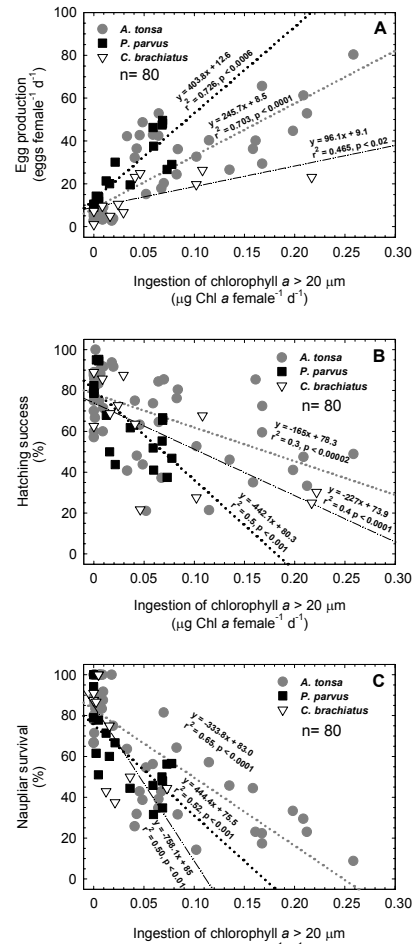 A
A. tonsa
P. parvus
C. brachiatus
n= 80
y = 403.8x + 12.6
r² = 0.726, p < 0.0006
y = 245.7x + 8.5
r² = 0.703, p < 0.0001
y = 96.1x + 9.1
r² = 0.465, p < 0.02
Egg production
(eggs female⁻¹ d⁻¹)
100
80
60
40
20
0
0 0.05 0.10 0.15 0.20 0.25 0.30
Ingestion of chlorophyll a > 20 µm
(µg Chl a female⁻¹ d⁻¹)
B
A. tonsa
P. parvus
C. brachiatus
n= 80
y = -165x + 78.3
r² = 0.3, p < 0.00002
y = -442.1x + 80.3
r² = 0.5, p < 0.001
y = -227x + 73.9
r² = 0.4 p < 0.0001
Hatching success
(%)
100
80
60
40
20
0
0 0.05 0.10 0.15 0.20 0.25 0.30
Ingestion of chlorophyll a > 20 µm
(µg Chl a female⁻¹ d⁻¹)
C
A. tonsa
P. parvus
C. brachiatus
n= 80
y = -333.8x + 83.0
r² = 0.65, p < 0.0001
y = 444.4x + 75.5
r² = 0.52, p < 0.001
y = -758.1x + 85
r² = 0.50, p < 0.01
Naupliar survival
(%)
100
80
60
40
20
0
0 0.05 0.10 0.15 0.20 0.25 0.30
Ingestion of chlorophyll a > 20 µm